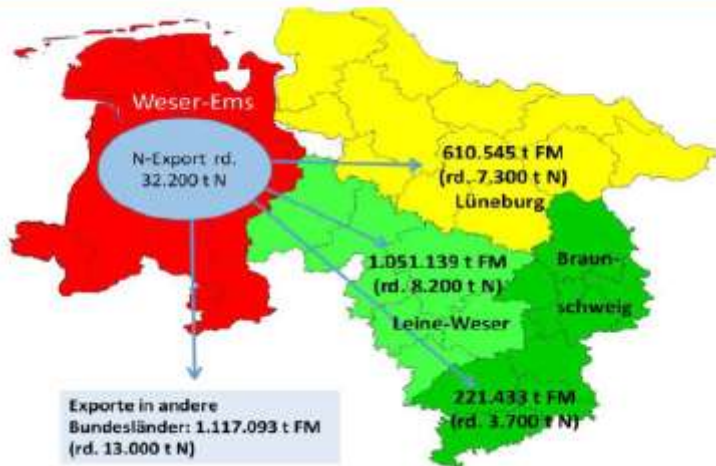 Weser-Ems
N-Export rd.
32.200 t N
610.545 t FM
(rd. 7.300 t N)
Lüneburg
1.051.139 t FM
(rd. 8.200 t N)
Leine-Weser
Braun-
schweig
221.433 t FM
(rd. 3.700 t N)
Exporte in andere
Bundesländer: 1.117.093 t FM
(rd. 13.000 t N)